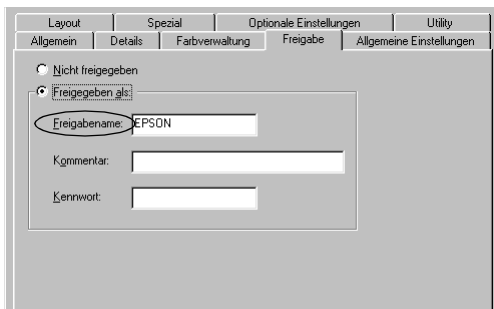 Layout Spezial Optionale Einstellungen Utility
Allgemein Details Farbverwaltung Freigabe Allgemeine Einstellungen
Nicht freigegeben
Freigegeben als:
Freigabename: EPSON
Kommentar:
Kennwort: